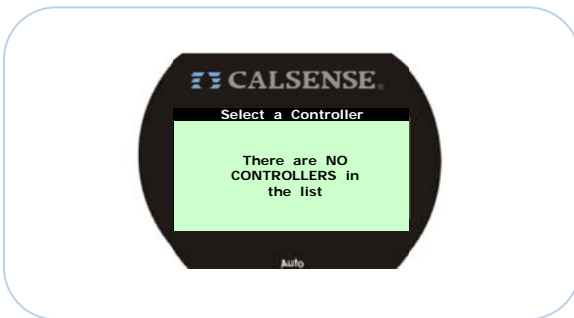 CALSENSE.
Select a Controller
There are NO
CONTROLLERS in
the list
Auto